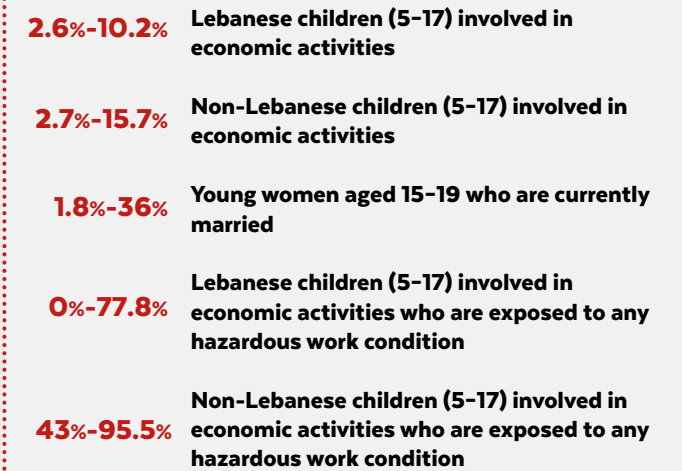 2.6%-10.2% Lebanese children (5-17) involved in
economic activities
2.7%-15.7% Non-Lebanese children (5-17) involved in
economic activities
1.8%-36% Young women aged 15-19 who are currently
married
Lebanese children (5-17) involved in
0%-77.8% economic activities who are exposed to any
hazardous work condition
Non-Lebanese children (5-17) involved in
43%-95.5% economic activities who are exposed to any
hazardous work condition